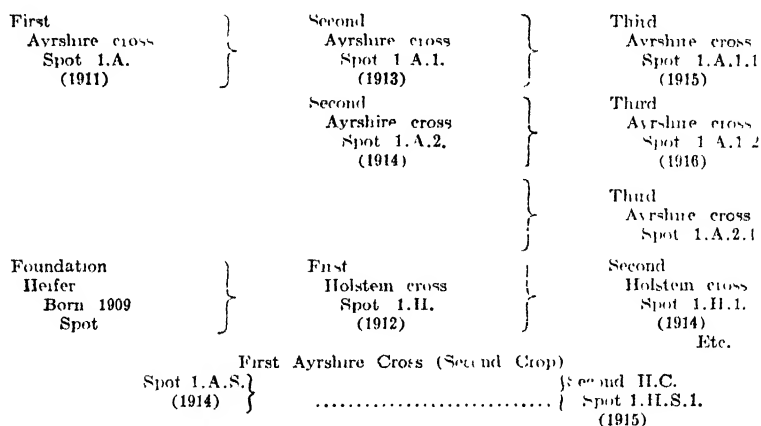 First
Ayrshire cross
Spot 1.A.
(1911)
Second
Ayrshire cross
Spot 1 A.1.
(1913)
Third
Ayrshire cross
Spot 1.A.1.1
(1915)
Second
Ayrshire cross
Spot 1.A.2.
(1914)
Third
Ayrshire cross
Spot 1 A.1 2
(1916)
Third
Ayrshire cross
Spot 1.A.2.1
Foundation
Heifer
Born 1909
Spot
First
Holstein cross
Spot 1.H.
(1912)
Second
Holstein cross
Spot 1.H.1.
(1914)
Etc.
First Ayrshire Cross (Second Crop)
Spot 1.A.S.
(1914)
Second H.C.
Spot 1.H.S.1.
(1915)